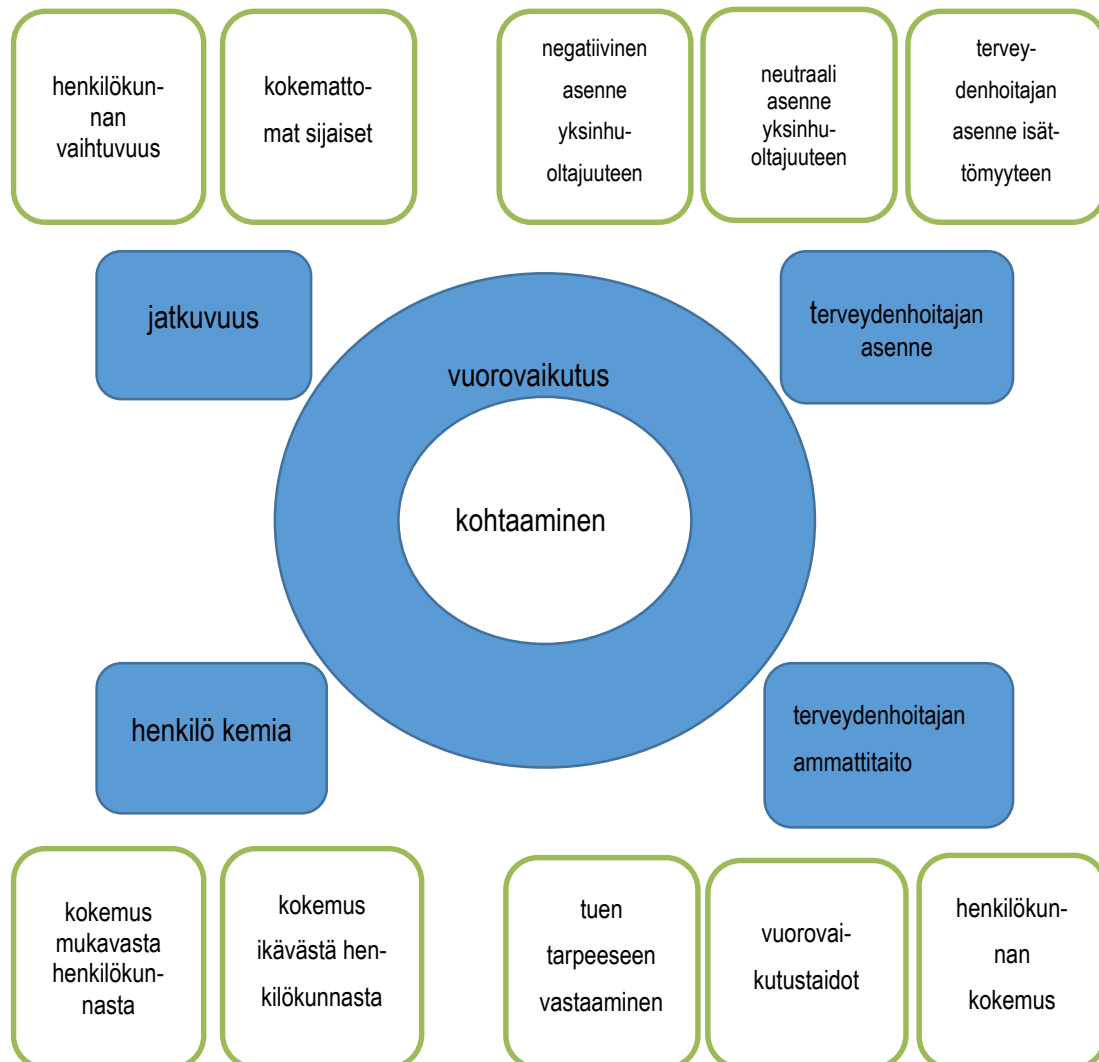 henkilökun-
nan
vaihtuvuus
kokematto-
mat sijaiset
negatiivinen
asenne
yksinhu-
oltajuuteen
neutraali
asenne
yksinhu-
oltajuuteen
tervey-
denhoitajan
asenne isät-
tömyyteen
jatkuvuus
terveydenhoitajan
asenne
vuorovaikutus
kohtaaminen
henkilö kemia
terveydenhoitajan
ammattitaito
kokemus
mukavasta
henkilökun-
nasta
kokemus
ikävästä hen-
kilökunnasta
tuen
tarpeeseen
vastaaminen
vuorovai-
kutustaidot
henkilökun-
nan
kokemus